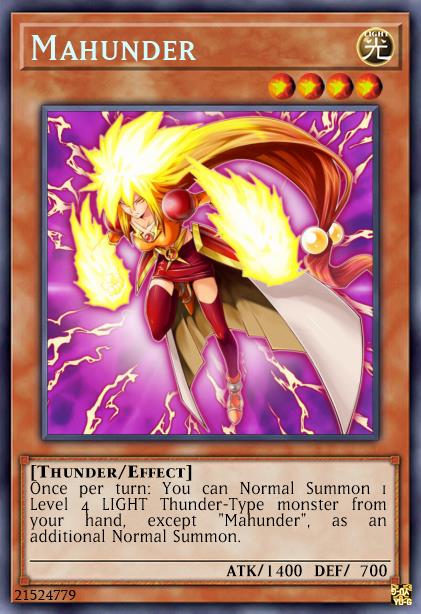 Mahunder
LIGHT
光
[Thunder/Effect]
Once per turn: You can Normal Summon 1
Level 4 LIGHT Thunder-Type monster from
your hand, except "Mahunder", as an
additional Normal Summon.
ATK/1400 DEF/ 700
21524779